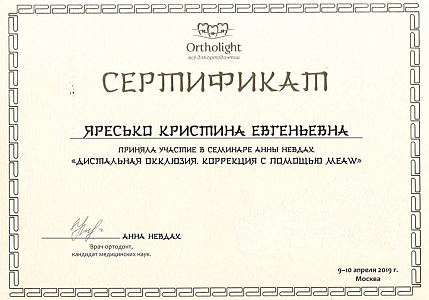 Ortholight
всё для ортодонтии
СЕРТИФИКАТ
ЯРЕСЬКО КРИСТИНА ЕВГЕНЬЕВНА
ПРИНЯЛА УЧАСТИЕ В СЕМИНАРЕ АННЫ НЕВДАХ
«ДИСТАЛЬНАЯ ОККЛЮЗИЯ. КОРРЕКЦИЯ С ПОМОЩЬЮ MEAW»
АННА НЕВДАХ
Врач-ортодонт,
кандидат медицинских наук.
9-10 апреля 2019 г.
Москва